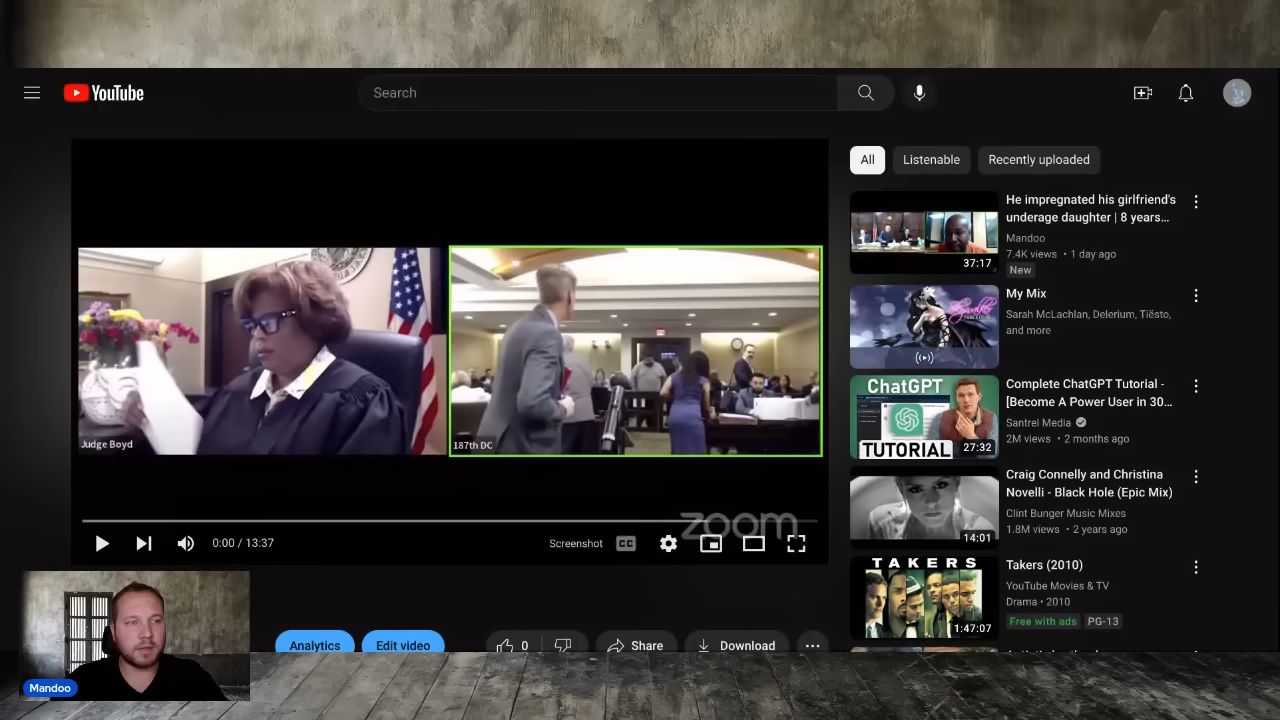 YouTube
Search
All
Listenable
Recently uploaded
He impregnated his girlfriend's
underage daughter | 8 years...
Mandoo
7.4K views • 1 day ago
New
37:17
My Mix
Sarah McLachlan, Delerium, Tiësto,
and more
ChatGPT
TUTORIAL
27:32
Complete ChatGPT Tutorial -
[Become A Power User in 30...
Santrel Media
2M views • 2 months ago
Craig Connelly and Christina
Novelli - Black Hole (Epic Mix)
Clint Bunger Music Mixes
1.8M views • 2 years ago
14:01
TAKERS
1:47:07
Takers (2010)
YouTube Movies & TV
Drama • 2010
Free with ads
PG-13
Judge Boyd
187th DC
zoom
0:00 / 13:37
Screenshot
CC
Analytics
Edit video
0
Share
Download
Mandoo